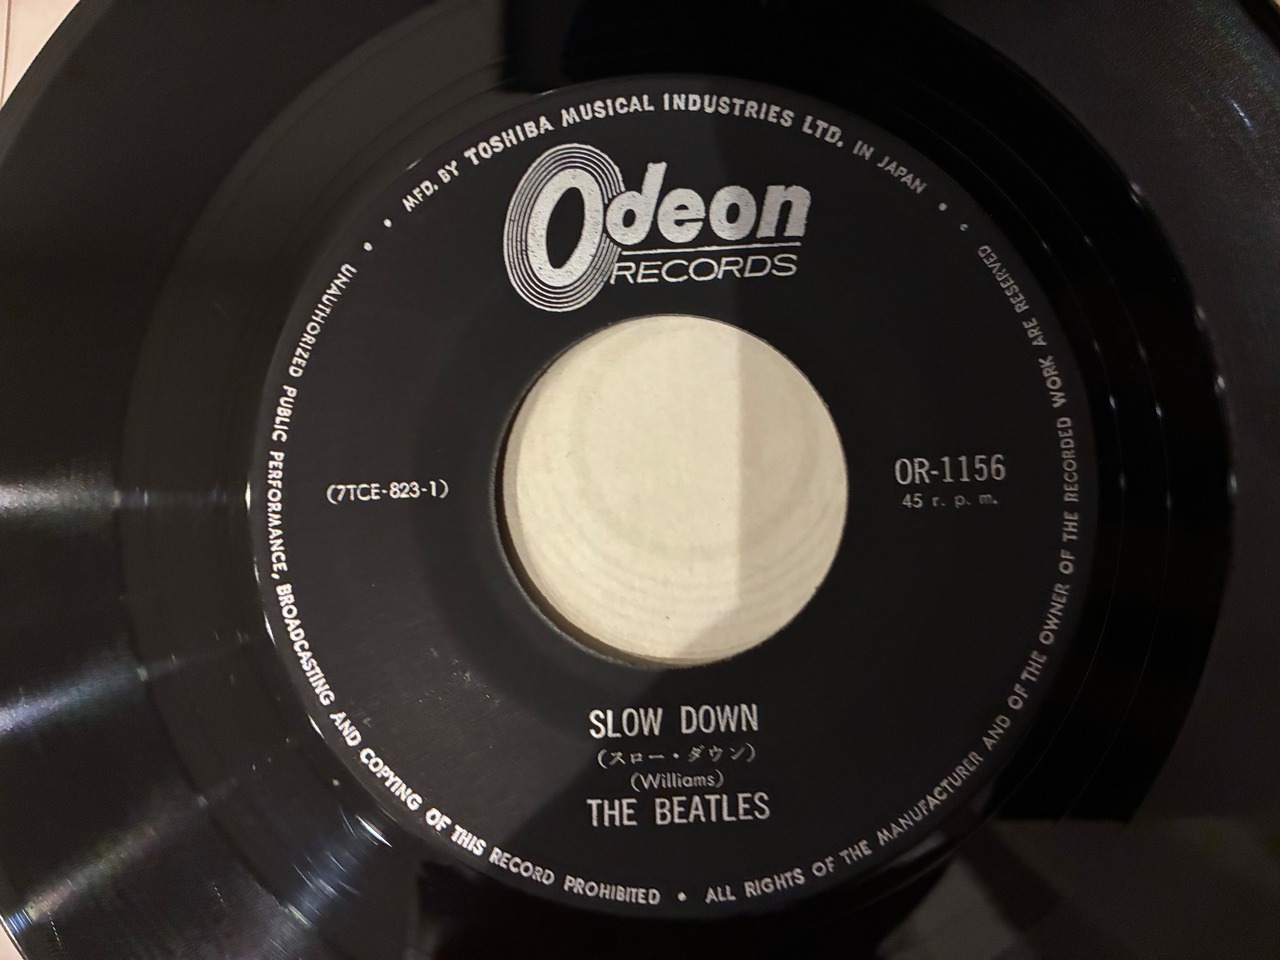 MFD. BY TOSHIBA MUSICAL INDUSTRIES LTD. IN JAPAN
Odeon
RECORDS
(7TCE-823-1)
OR-1156
45 r. p. m.
SLOW DOWN
(スロー・ダウン)
(Williams)
THE BEATLES
UNAUTHORIZED PUBLIC PERFORMANCE, BROADCASTING AND COPYING OF THIS RECORD PROHIBITED • ALL RIGHTS OF THE MANUFACTURER AND OF THE OWNER OF THE RECORDED WORK ARE RESERVED